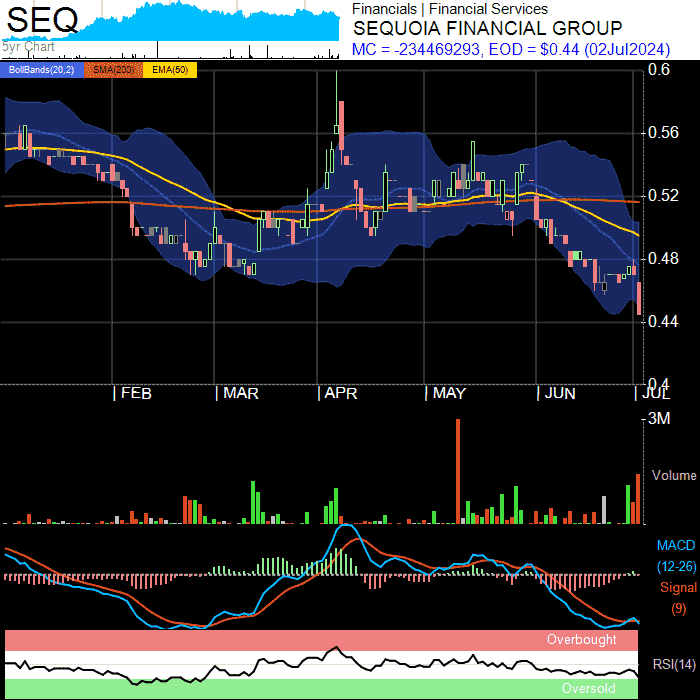 SEQ
5yr Chart
Financials | Financial Services
SEQUOIA FINANCIAL GROUP
MC = -234469293, EOD = $0.44 (02Jul2024)
BollBands(20,2) SMA(200) EMA(50)
0.6
0.56
0.52
0.48
0.44
0.4
FEB MAR APR MAY JUN JUL
3M
Volume
MACD
(12-26)
Signal
(9)
Overbought
RSI(14)
Oversold